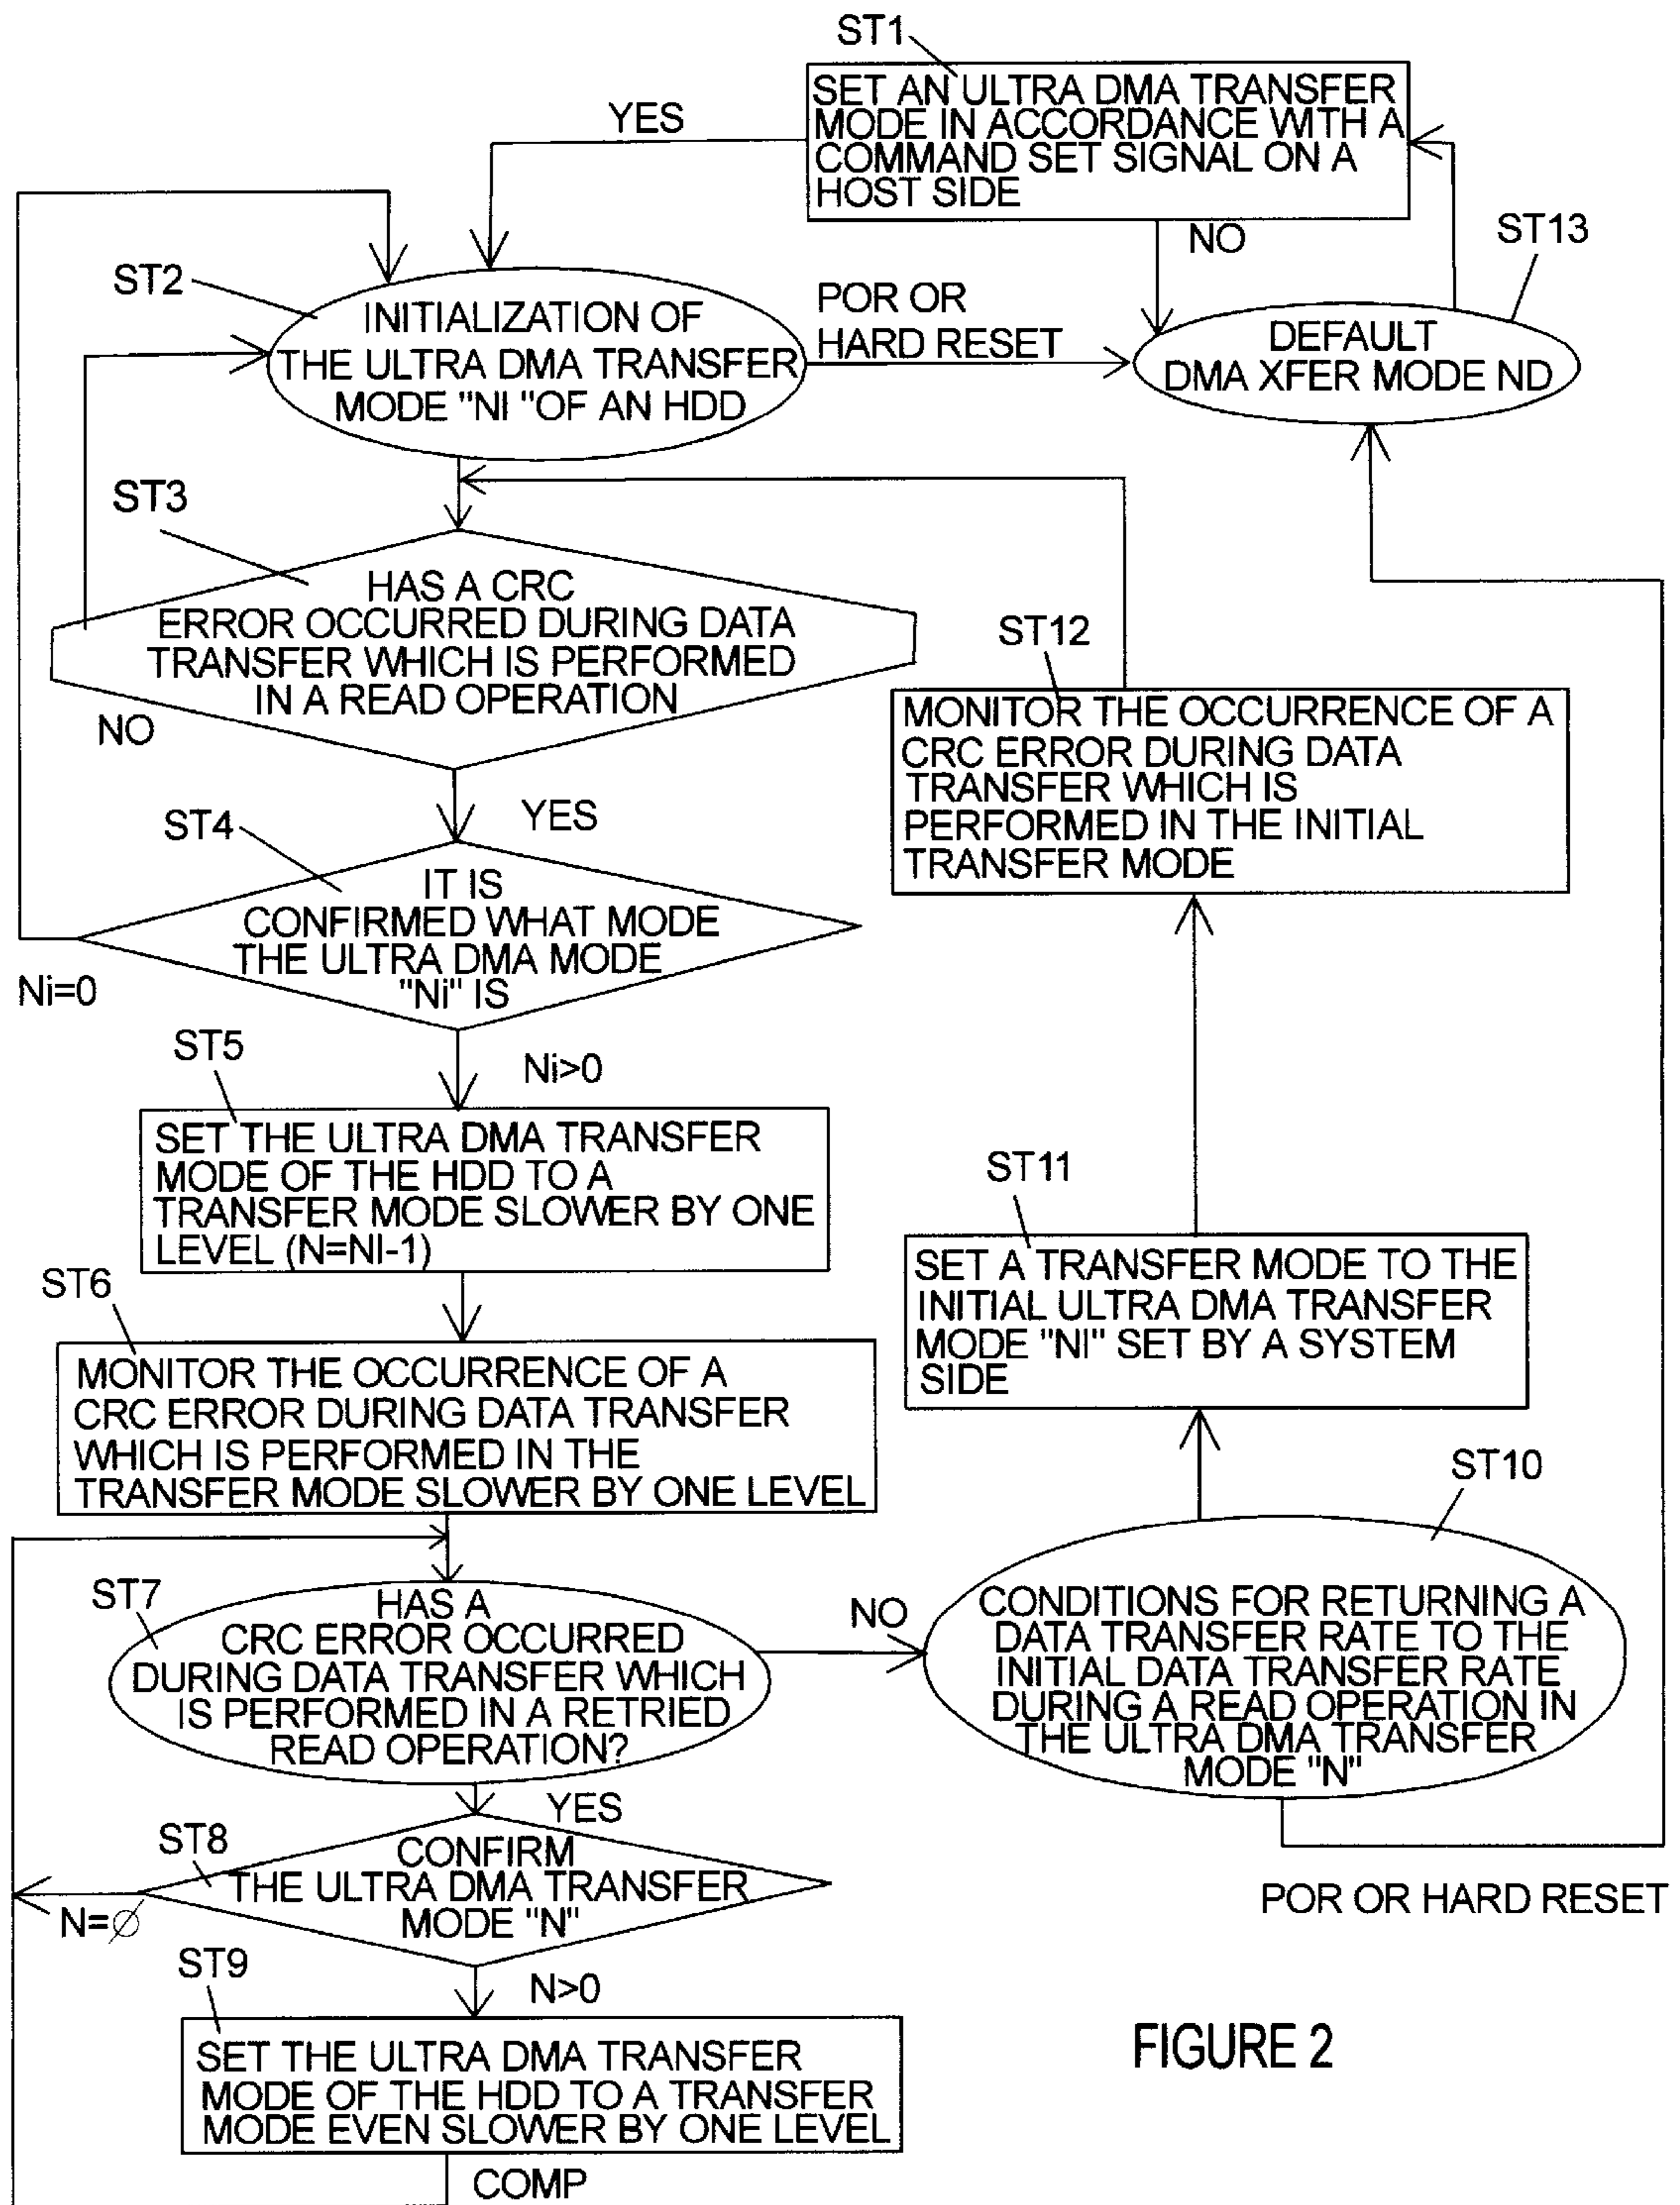 ST1
SET AN ULTRA DMA TRANSFER
MODE IN ACCORDANCE WITH A
COMMAND SET SIGNAL ON A
HOST SIDE
YES
NO
ST13
DEFAULT
DMA XFER MODE ND
ST2
INITIALIZATION OF
THE ULTRA DMA TRANSFER
MODE "NI "OF AN HDD
POR OR
HARD RESET
ST3
HAS A CRC
ERROR OCCURRED DURING DATA
TRANSFER WHICH IS PERFORMED
IN A READ OPERATION
NO
YES
ST4
IT IS
CONFIRMED WHAT MODE
THE ULTRA DMA MODE
"Ni" IS
Ni=0
Ni>0
ST5
SET THE ULTRA DMA TRANSFER
MODE OF THE HDD TO A
TRANSFER MODE SLOWER BY ONE
LEVEL (N=NI-1)
ST6
MONITOR THE OCCURRENCE OF A
CRC ERROR DURING DATA TRANSFER
WHICH IS PERFORMED IN THE
TRANSFER MODE SLOWER BY ONE LEVEL
ST7
HAS A
CRC ERROR OCCURRED
DURING DATA TRANSFER WHICH
IS PERFORMED IN A RETRIED
READ OPERATION?
NO
YES
ST8
CONFIRM
THE ULTRA DMA TRANSFER
MODE "N"
N=∅
N>0
ST9
SET THE ULTRA DMA TRANSFER
MODE OF THE HDD TO A TRANSFER
MODE EVEN SLOWER BY ONE LEVEL
COMP
ST12
MONITOR THE OCCURRENCE OF A
CRC ERROR DURING DATA
TRANSFER WHICH IS
PERFORMED IN THE INITIAL
TRANSFER MODE
ST11
SET A TRANSFER MODE TO THE
INITIAL ULTRA DMA TRANSFER
MODE "NI" SET BY A SYSTEM
SIDE
ST10
CONDITIONS FOR RETURNING A
DATA TRANSFER RATE TO THE
INITIAL DATA TRANSFER RATE
DURING A READ OPERATION IN
THE ULTRA DMA TRANSFER
MODE "N"
POR OR HARD RESET
FIGURE 2